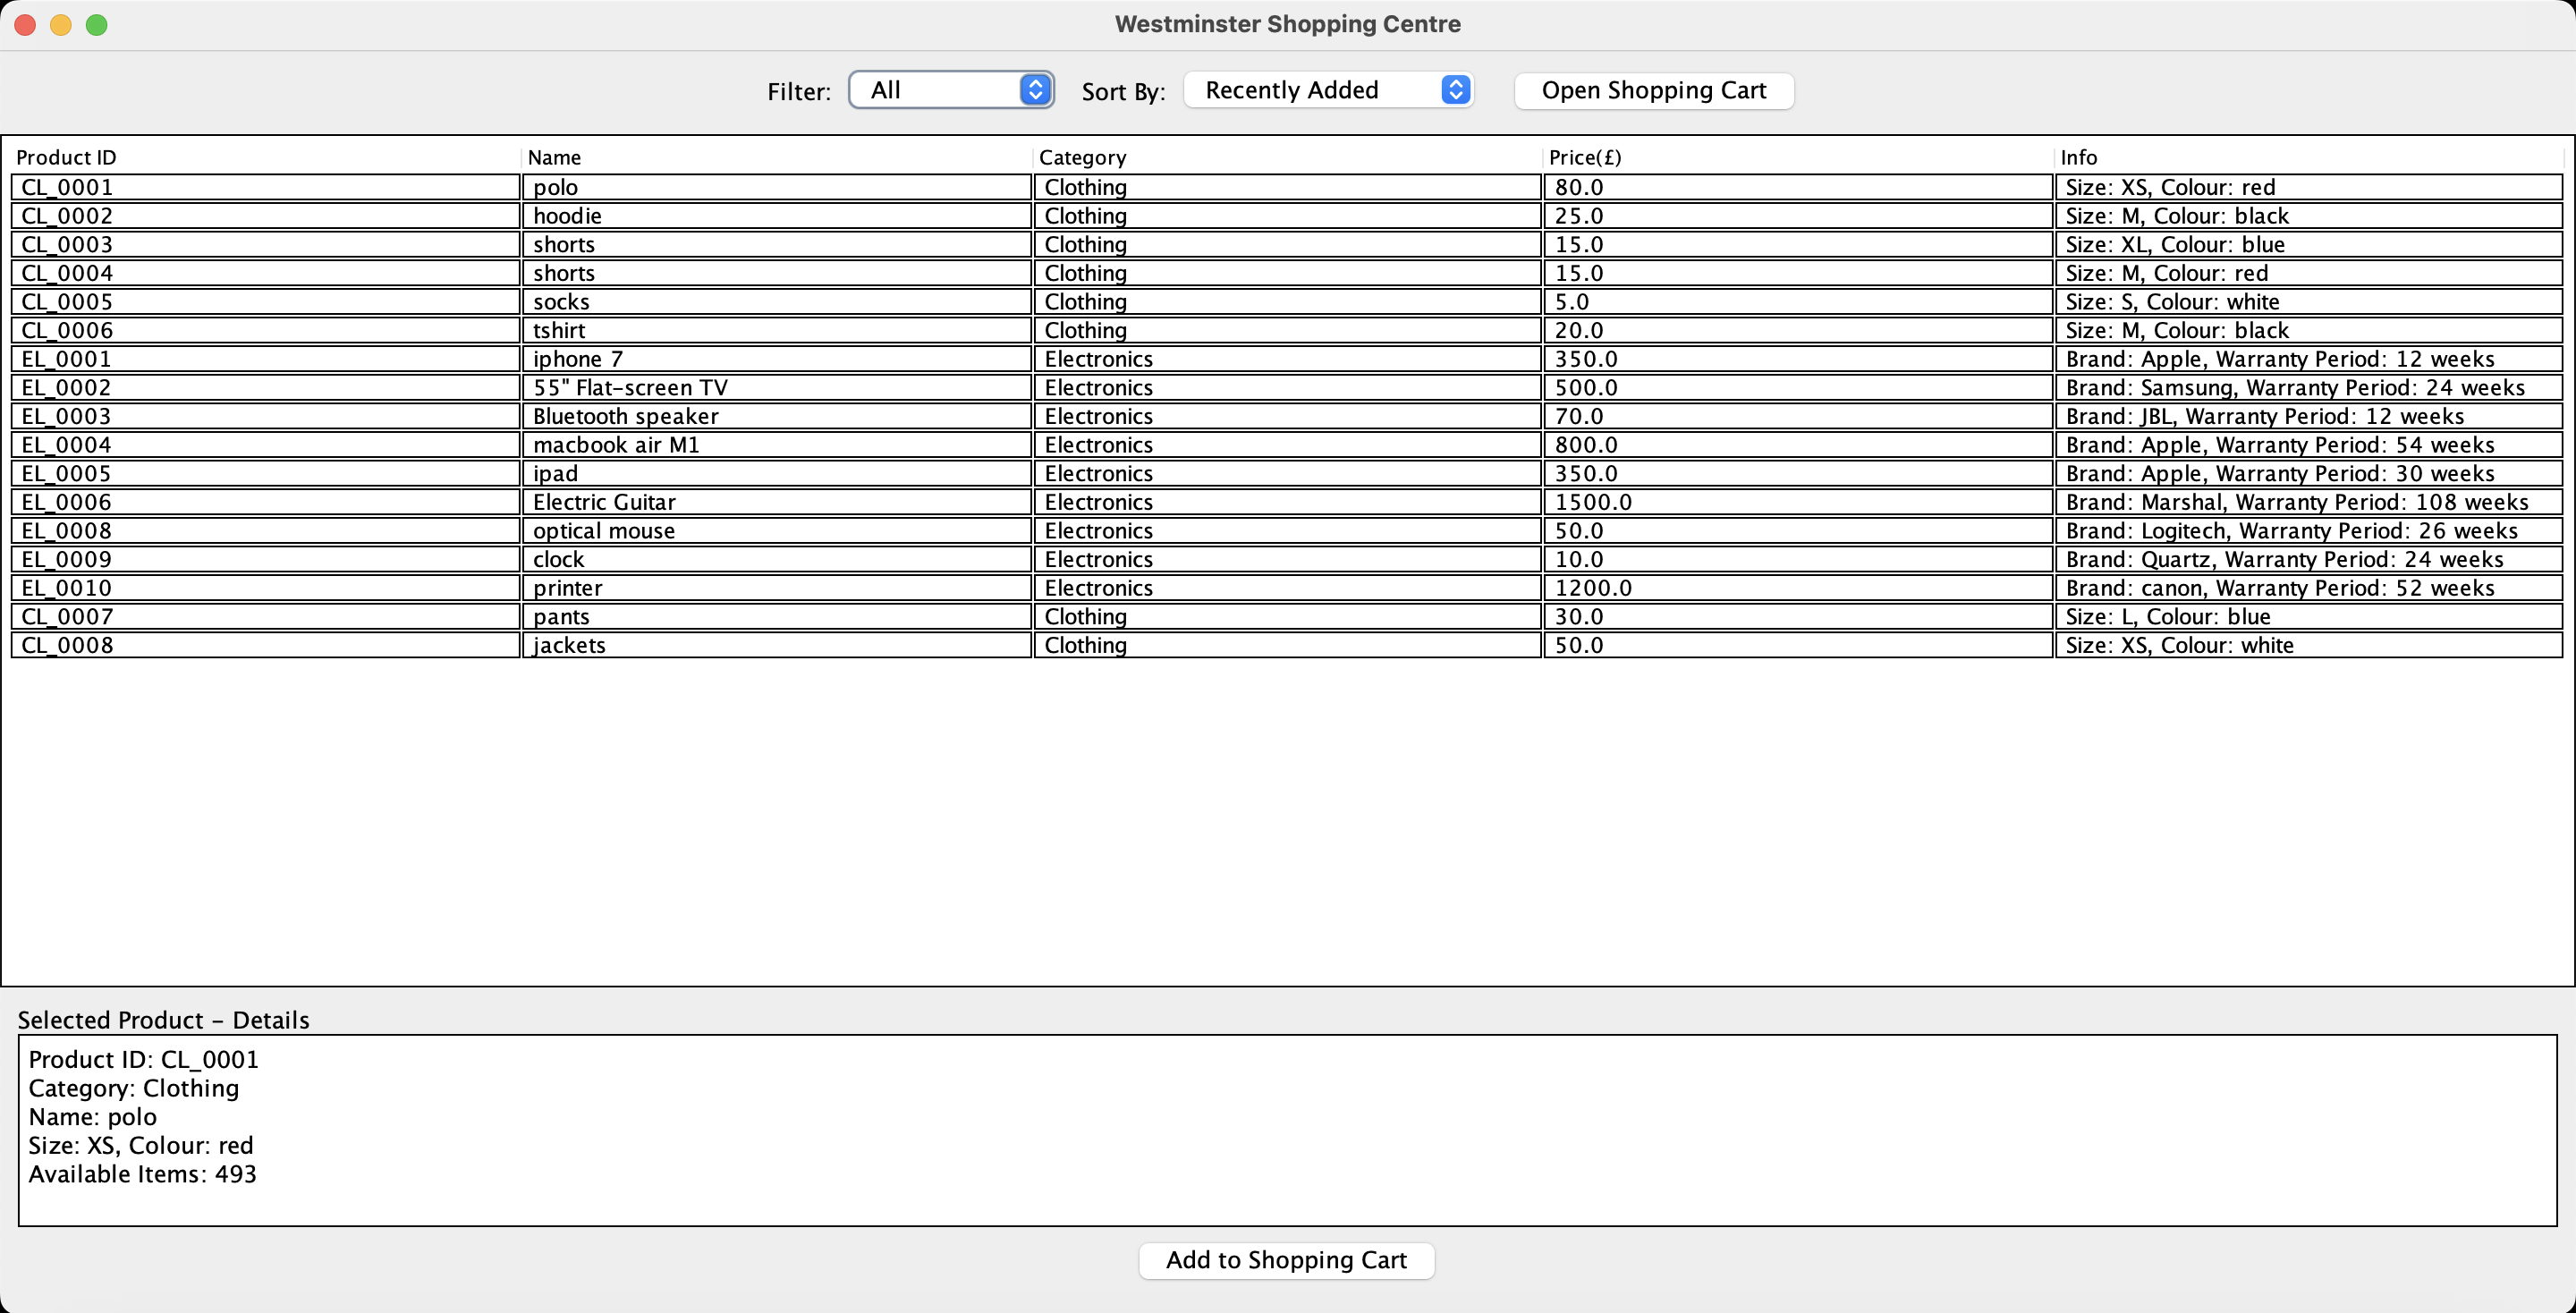 Westminster Shopping Centre
Filter: All Sort By: Recently Added Open Shopping Cart
Product ID Name Category Price(£) Info
CL_0001 polo Clothing 80.0 Size: XS, Colour: red
CL_0002 hoodie Clothing 25.0 Size: M, Colour: black
CL_0003 shorts Clothing 15.0 Size: XL, Colour: blue
CL_0004 shorts Clothing 15.0 Size: M, Colour: red
CL_0005 socks Clothing 5.0 Size: S, Colour: white
CL_0006 tshirt Clothing 20.0 Size: M, Colour: black
EL_0001 iphone 7 Electronics 350.0 Brand: Apple, Warranty Period: 12 weeks
EL_0002 55" Flat-screen TV Electronics 500.0 Brand: Samsung, Warranty Period: 24 weeks
EL_0003 Bluetooth speaker Electronics 70.0 Brand: JBL, Warranty Period: 12 weeks
EL_0004 macbook air M1 Electronics 800.0 Brand: Apple, Warranty Period: 54 weeks
EL_0005 ipad Electronics 350.0 Brand: Apple, Warranty Period: 30 weeks
EL_0006 Electric Guitar Electronics 1500.0 Brand: Marshal, Warranty Period: 108 weeks
EL_0008 optical mouse Electronics 50.0 Brand: Logitech, Warranty Period: 26 weeks
EL_0009 clock Electronics 10.0 Brand: Quartz, Warranty Period: 24 weeks
EL_0010 printer Electronics 1200.0 Brand: canon, Warranty Period: 52 weeks
CL_0007 pants Clothing 30.0 Size: L, Colour: blue
CL_0008 jackets Clothing 50.0 Size: XS, Colour: white
Selected Product – Details
Product ID: CL_0001
Category: Clothing
Name: polo
Size: XS, Colour: red
Available Items: 493
Add to Shopping Cart